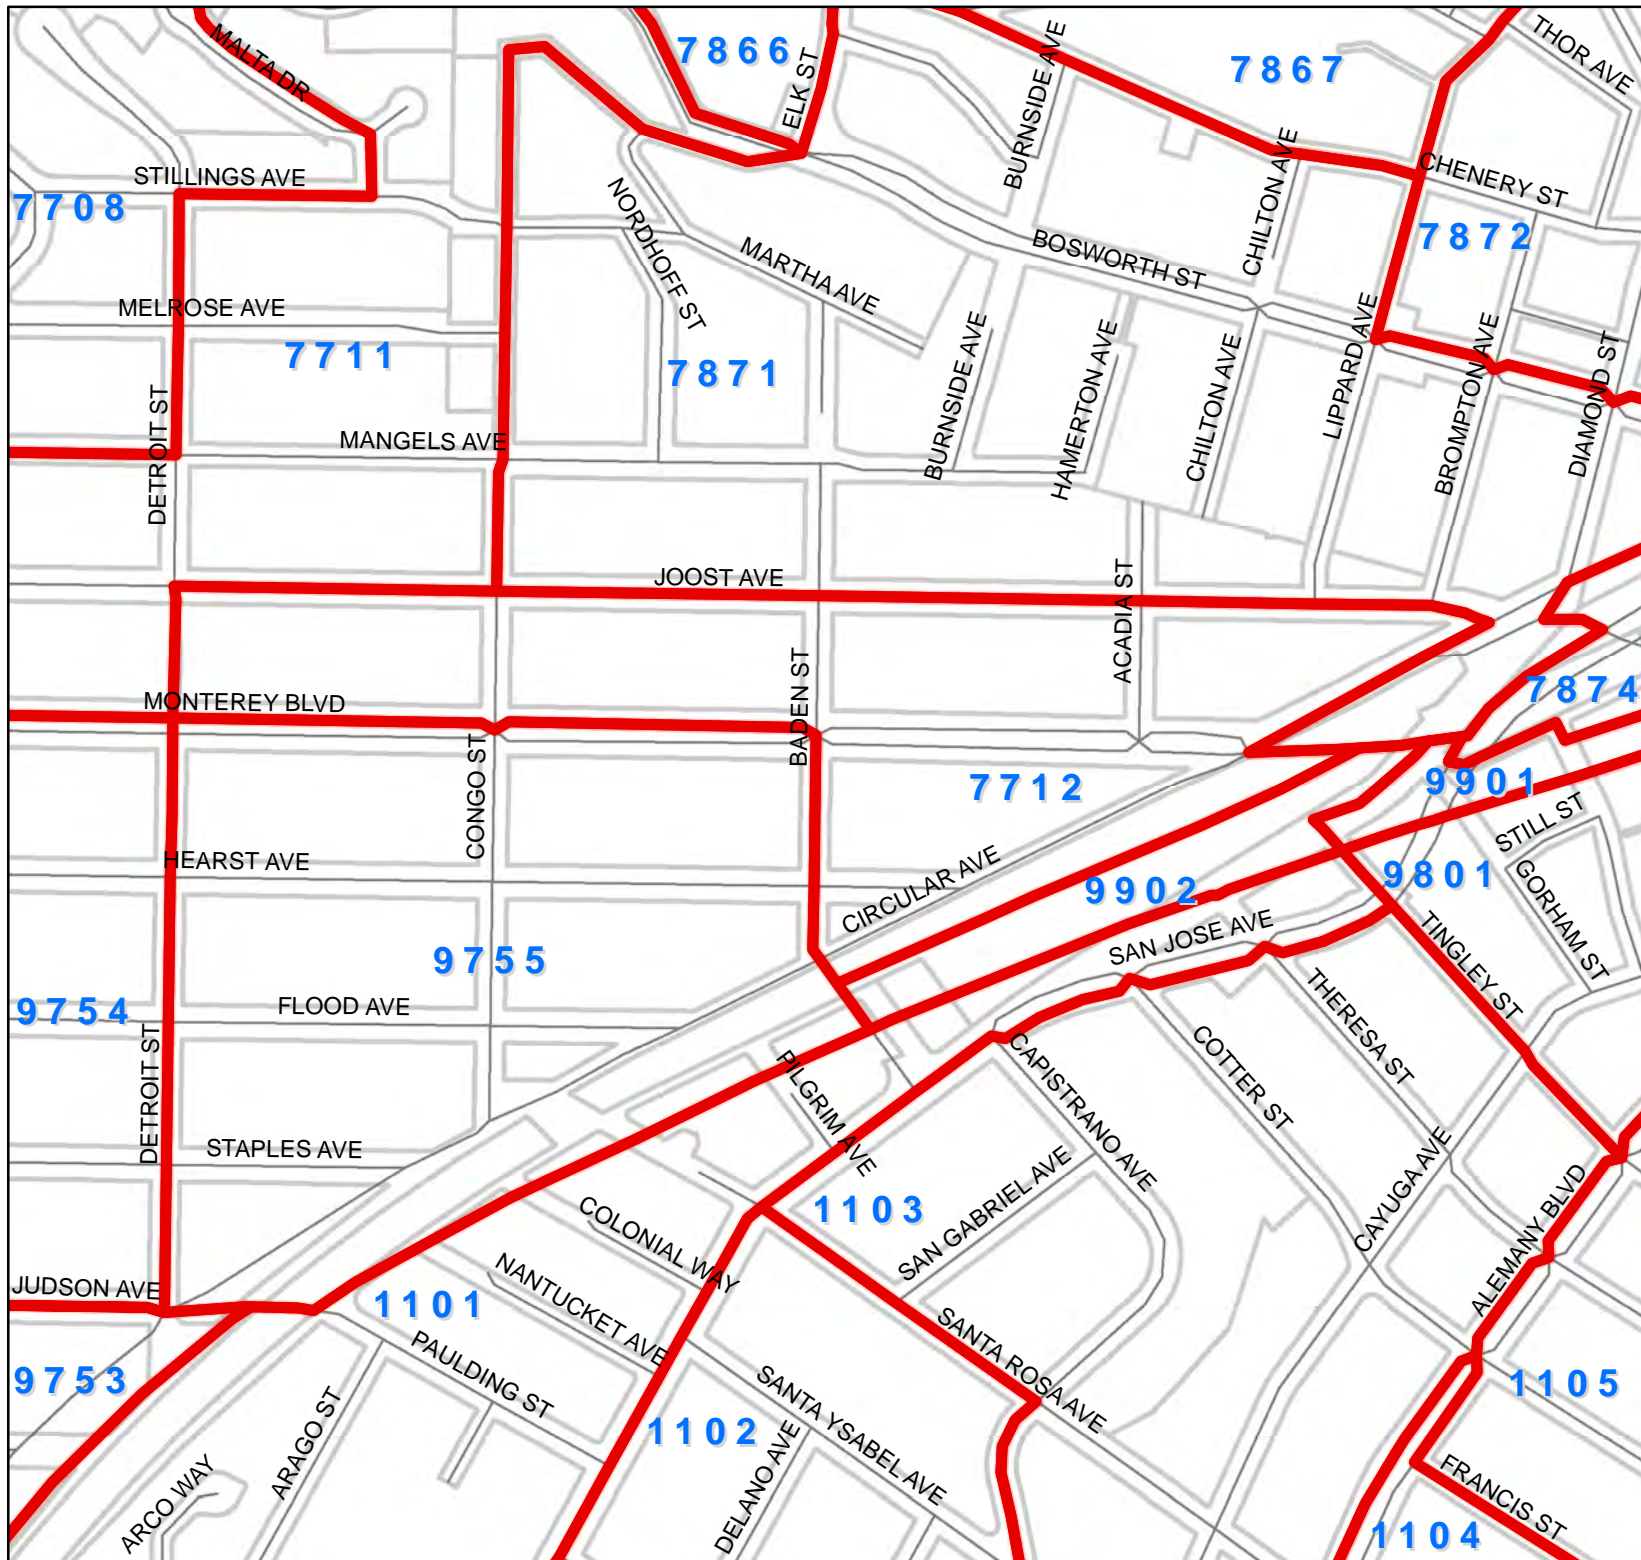 MALTA DR
7866
ELK ST
BURNSIDE AVE
7867
THOR AVE
STILLINGS AVE
7708
NORDHOFF ST
MARTHA AVE
BOSWORTH ST
CHILTON AVE
CHENERY ST
7872
MELROSE AVE
7711
7871
BURNSIDE AVE
HAMERTON AVE
CHILTON AVE
LIPPARD AVE
BROMPTON AVE
DIAMOND ST
DETROIT ST
MANGELS AVE
JOOST AVE
ACADIA ST
MONTEREY BLVD
BADEN ST
7874
CONGO ST
7712
9901
STILL ST
HEARST AVE
CIRCULAR AVE
9902
9801
GORHAM ST
SAN JOSE AVE
TINGLEY ST
9755
9754
FLOOD AVE
THERESA ST
COTTER ST
CAPISTRANO AVE
PILGRIM AVE
DETROIT ST
STAPLES AVE
1103
SAN GABRIEL AVE
CAYUGA AVE
ALEMANY BLVD
COLONIAL WAY
NANTUCKET AVE
JUDSON AVE
1101
PAULDING ST
SANTA ROSA AVE
9753
1102
SANTA YSABEL AVE
1105
ARAGO ST
ARCO WAY
DELANO AVE
FRANCIS ST
1104